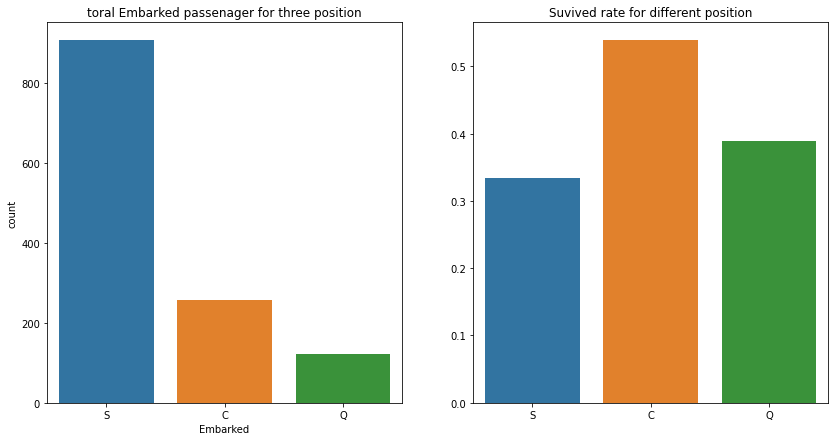 toral Embarked passenager for three position
800
600
400
200
0
count
S C Q
Embarked
Suvived rate for different position
0.5
0.4
0.3
0.2
0.1
0.0
S C Q